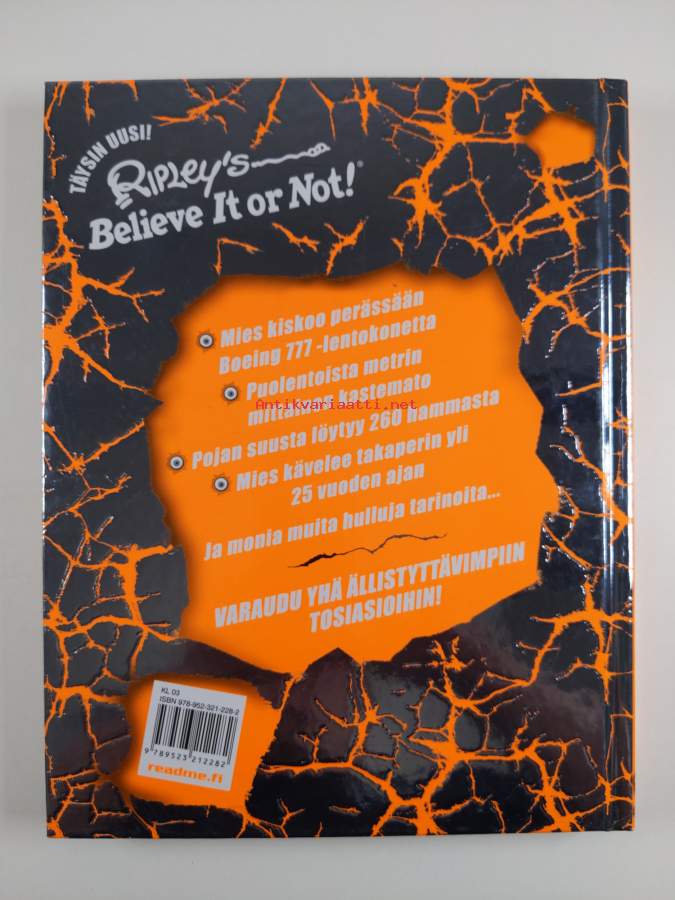 TÄYSIN UUSI!
RIPLEY'S
Believe It or Not!®
Mies kiskoo perässään
Boeing 777 -lentokonetta
Puolentoista metrin
kastemato
Antikvariaatti.net
Pojan suusta löytyy 260 hammasta
Mies kävelee takaperin yli
25 vuoden ajan
Ja monia muita hulluja tarinoita...
VARAUDU YHÄ ÄLLISTYTTÄVIMPIIN
TOSIASIOIHIN!
KL 03
ISBN 978-952-321-228-2
9 789523 212282
readme.fi